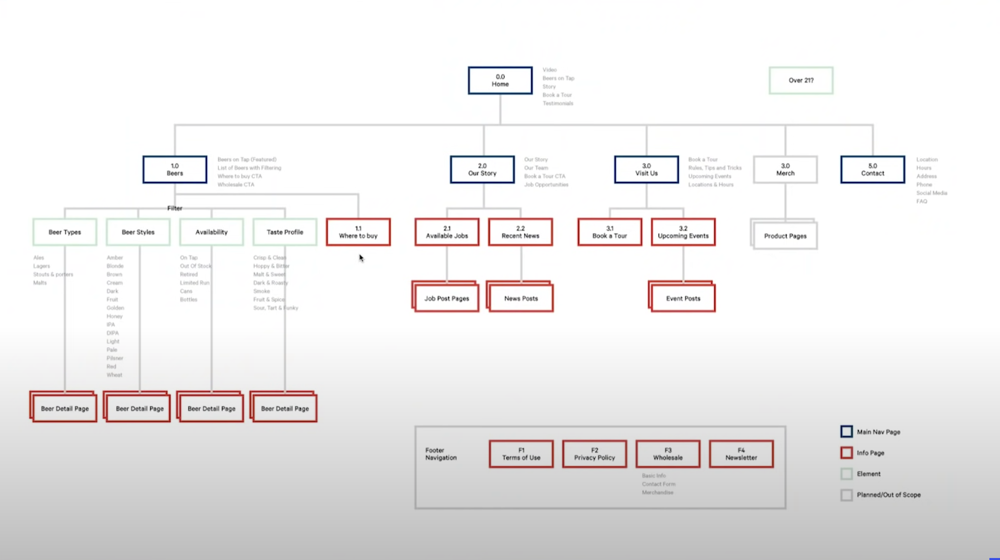 0.0
Home
Video
Beers on Tap
Story
Book a Tour
Testimonials
Over 21?
1.0
Beers
Beers on Tap (Featured)
List of Beers with Filtering
Where to buy CTA
Wholesale CTA
2.0
Our Story
Our Story
Our Team
Book a Tour CTA
Job Opportunities
3.0
Visit Us
Book a Tour
Rules, Tips and Tricks
Upcoming Events
Locations & Hours
3.0
Merch
5.0
Contact
Location
Hours
Address
Phone
Social Media
FAQ
Filter
Beer Types
Ales
Lagers
Stouts & porters
Malts
Beer Styles
Amber
Blonde
Brown
Cream
Dark
Fruit
Golden
Honey
IPA
DIPA
Light
Pale
Pilsner
Red
Wheat
Availability
On Tap
Out Of Stock
Retired
Limited Run
Cans
Bottles
Taste Profile
Crisp & Clean
Hoppy & Bitter
Malt & Sweet
Dark & Roasty
Smoke
Fruit & Spice
Sour, Tart & Funky
1.1
Where to buy
2.1
Available Jobs
2.2
Recent News
3.1
Book a Tour
3.2
Upcoming Events
Product Pages
Job Post Pages
News Posts
Event Posts
Beer Detail Page
Beer Detail Page
Beer Detail Page
Beer Detail Page
Footer
Navigation
F1
Terms of Use
F2
Privacy Policy
F3
Wholesale
Basic Info
Contact Form
Merchandise
F4
Newsletter
Main Nav Page
Info Page
Element
Planned/Out of Scope